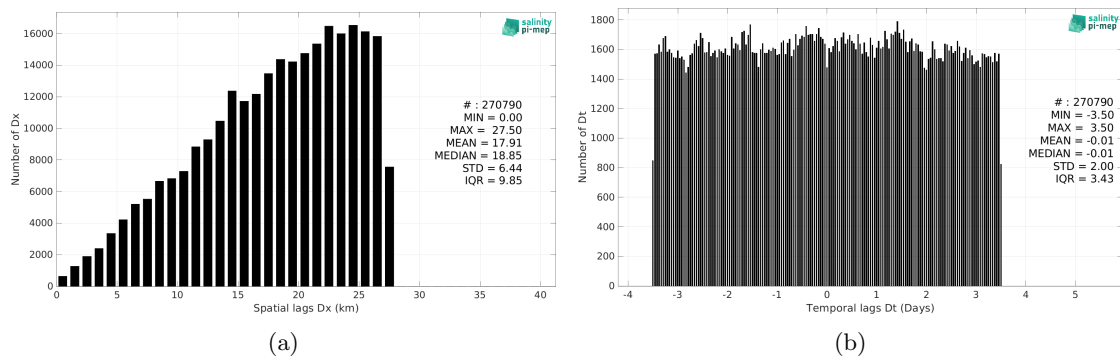 16000
14000
12000
10000
8000
6000
4000
2000
0
Number of Dx
salinity
pi-mep
# : 270790
MIN = 0.00
MAX = 27.50
MEAN = 17.91
MEDIAN = 18.85
STD = 6.44
IQR = 9.85
0 5 10 15 20 25 30 35 40
Spatial lags Dx (km)
(a)
1800
1600
1400
1200
1000
800
600
400
200
0
Number of Dt
salinity
pi-mep
# : 270790
MIN = -3.50
MAX = 3.50
MEAN = -0.01
MEDIAN = -0.01
STD = 2.00
IQR = 3.43
-4 -3 -2 -1 0 1 2 3 4 5
Temporal lags Dt (Days)
(b)